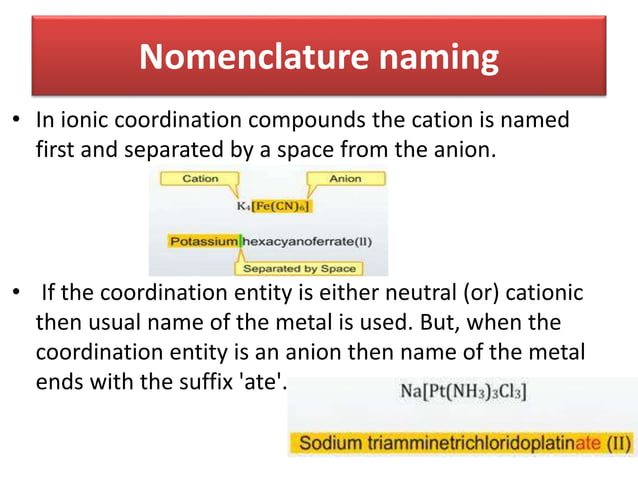 Nomenclature naming
• In ionic coordination compounds the cation is named
first and separated by a space from the anion.
Cation Anion
K₄[Fe(CN)₆]
Potassium hexacyanoferrate(II)
Separated by Space
• If the coordination entity is either neutral (or) cationic
then usual name of the metal is used. But, when the
coordination entity is an anion then name of the metal
ends with the suffix 'ate'.
Na[Pt(NH₃)₃Cl₃]
Sodium triamminetrichloridoplatinate (II)